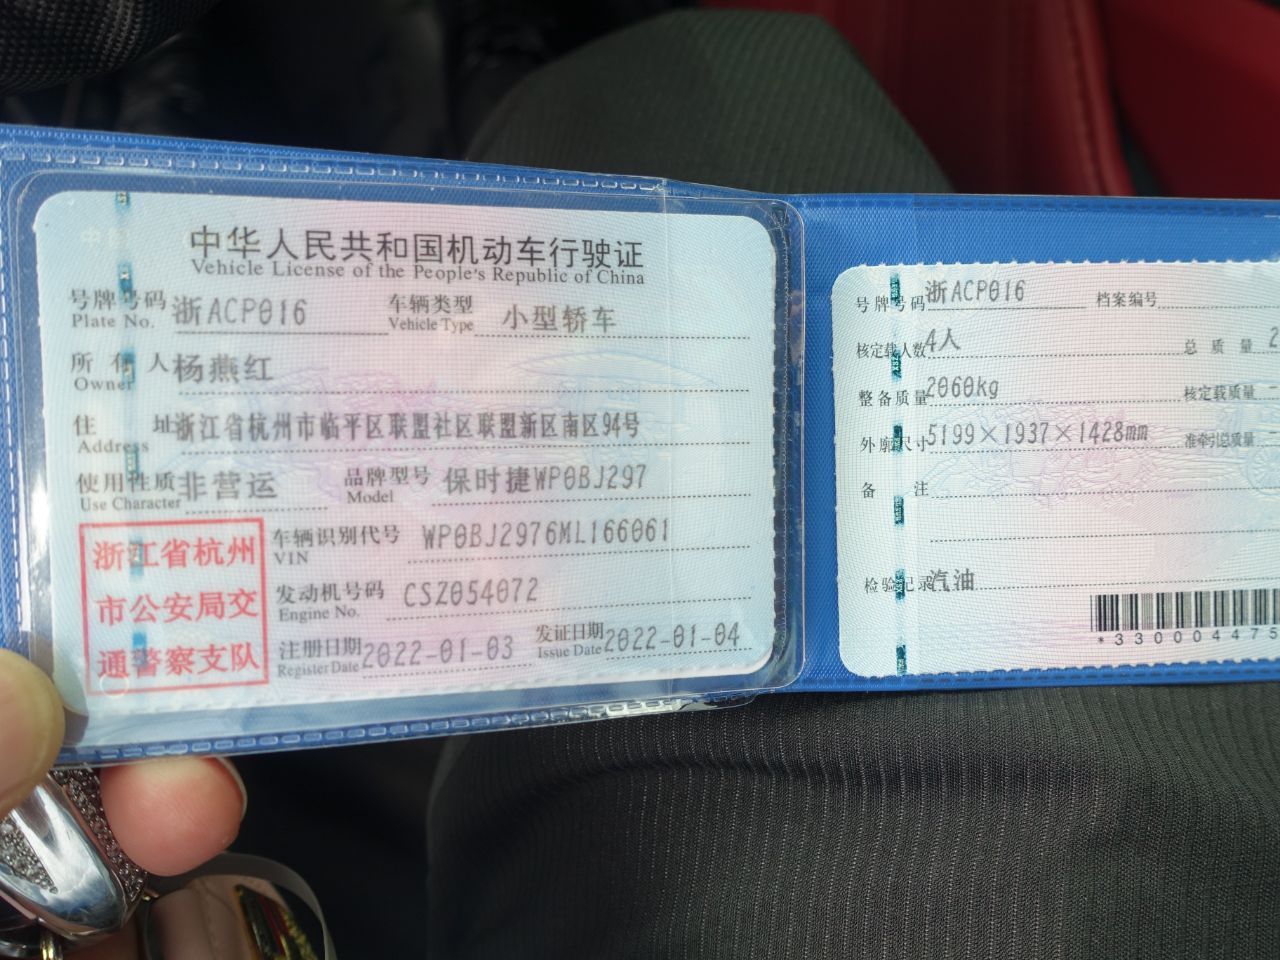 中华人民共和国机动车行驶证
Vehicle License of the People's Republic of China
号牌号码 浙ACP016 车辆类型 小型轿车
Plate No. Vehicle Type
所有人 杨燕红
Owner
住址 浙江省杭州市临平区联盟社区联盟新区南区94号
Address
使用性质 非营运 品牌型号 保时捷WP0BJ297
Use Character Model
浙江省杭州
市公安局交
通警察支队
车辆识别代号 WP0BJ2976ML166061
VIN
发动机号码 CSZ054072
Engine No.
注册日期 2022-01-03 发证日期 2022-01-04
Register Date Issue Date
号牌号码 浙ACP016 档案编号
核定载人数 4人 总质量 2
整备质量 2060kg 核定载质量
外廓尺寸 5199×1937×1428mm 准牵引总质量
备注
检验记录 汽油
*330004475